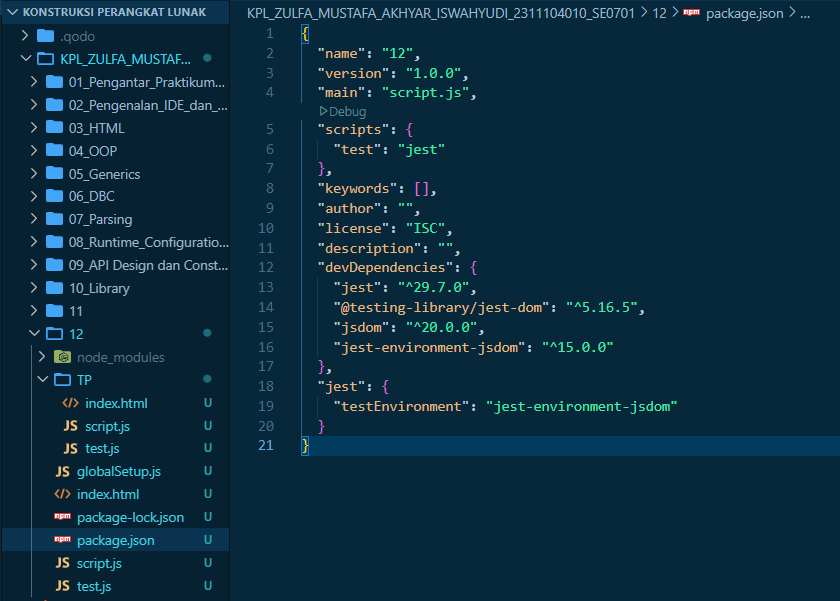 KONSTRUKSI PERANGKAT LUNAK
.qodo
KPL_ZULFA_MUSTAF...
01_Pengantar_Praktikum...
02_Pengenalan_IDE_dan_...
03_HTML
04_OOP
05_Generics
06_DBC
07_Parsing
08_Runtime_Configuratio...
09_API Design dan Const...
10_Library
11
12
node_modules
TP
index.html U
script.js U
test.js U
globalSetup.js U
index.html U
package-lock.json U
package.json U
script.js U
test.js U
KPL_ZULFA_MUSTAFA_AKHYAR_ISWAHYUDI_2311104010_SE0701 > 12 > package.json > ...
1 {
2 "name": "12",
3 "version": "1.0.0",
4 "main": "script.js",
Debug
5 "scripts": {
6 "test": "jest"
7 },
8 "keywords": [],
9 "author": "",
10 "license": "ISC",
11 "description": "",
12 "devDependencies": {
13 "jest": "^29.7.0",
14 "@testing-library/jest-dom": "^5.16.5",
15 "jsdom": "^20.0.0",
16 "jest-environment-jsdom": "^15.0.0"
17 },
18 "jest": {
19 "testEnvironment": "jest-environment-jsdom"
20 }
21 }